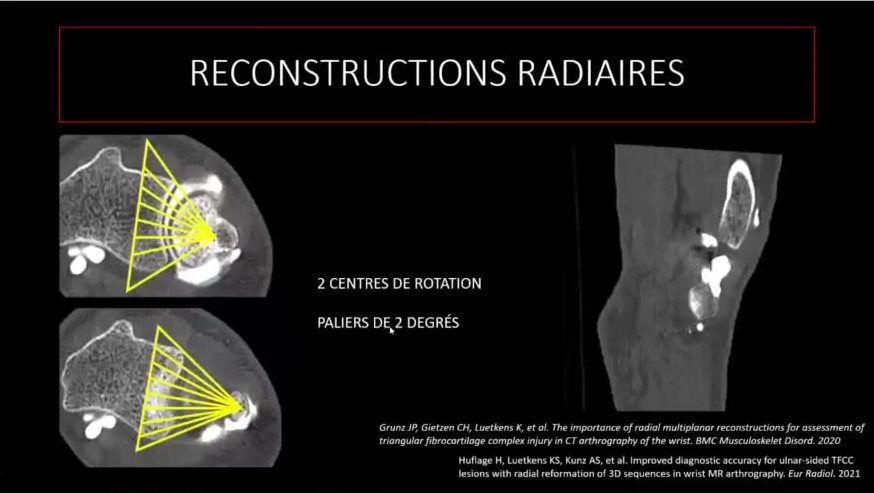 RECONSTRUCTIONS RADIAIRES
2 CENTRES DE ROTATION
PALIERS DE 2 DEGRÉS
Grunz JP, Gietzen CH, Luetkens K, et al. The importance of radial multiplanar reconstructions for assessment of
triangular fibrocartilage complex injury in CT arthrography of the wrist. BMC Musculoskelet Disord. 2020
Huflage H, Luetkens KS, Kunz AS, et al. Improved diagnostic accuracy for ulnar-sided TFCC
lesions with radial reformation of 3D sequences in wrist MR arthrography. Eur Radiol. 2021